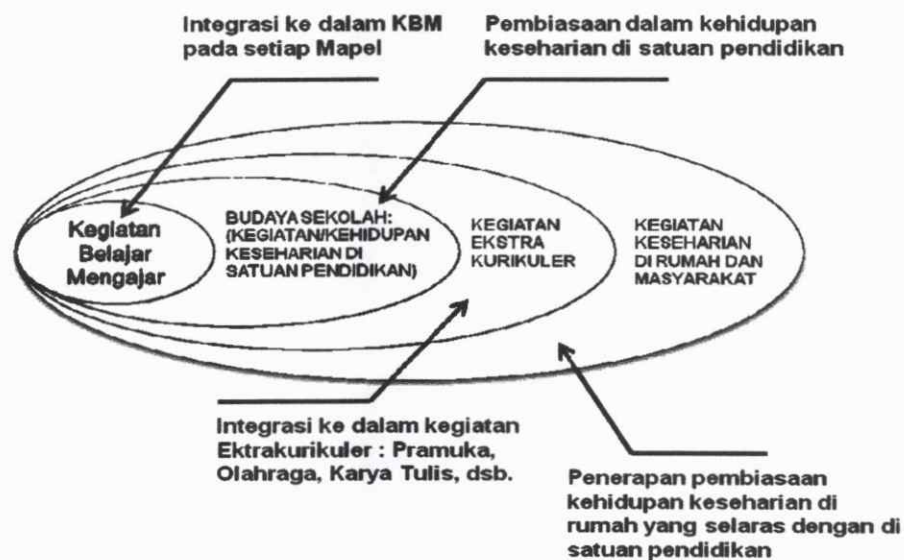 Integrasi ke dalam KBM
pada setiap Mapel
Pembiasaan dalam kehidupan
keseharian di satuan pendidikan
Kegiatan
Belajar
Mengajar
BUDAYA SEKOLAH:
(KEGIATAN/KEHIDUPAN
KESEHARIAN DI
SATUAN PENDIDIKAN)
KEGIATAN
EKSTRA
KURIKULER
KEGIATAN
KESEHARIAN
DI RUMAH DAN
MASYARAKAT
Integrasi ke dalam kegiatan
Ektrakurikuler : Pramuka,
Olahraga, Karya Tulis, dsb.
Penerapan pembiasaan
kehidupan keseharian di
rumah yang selaras dengan di
satuan pendidikan